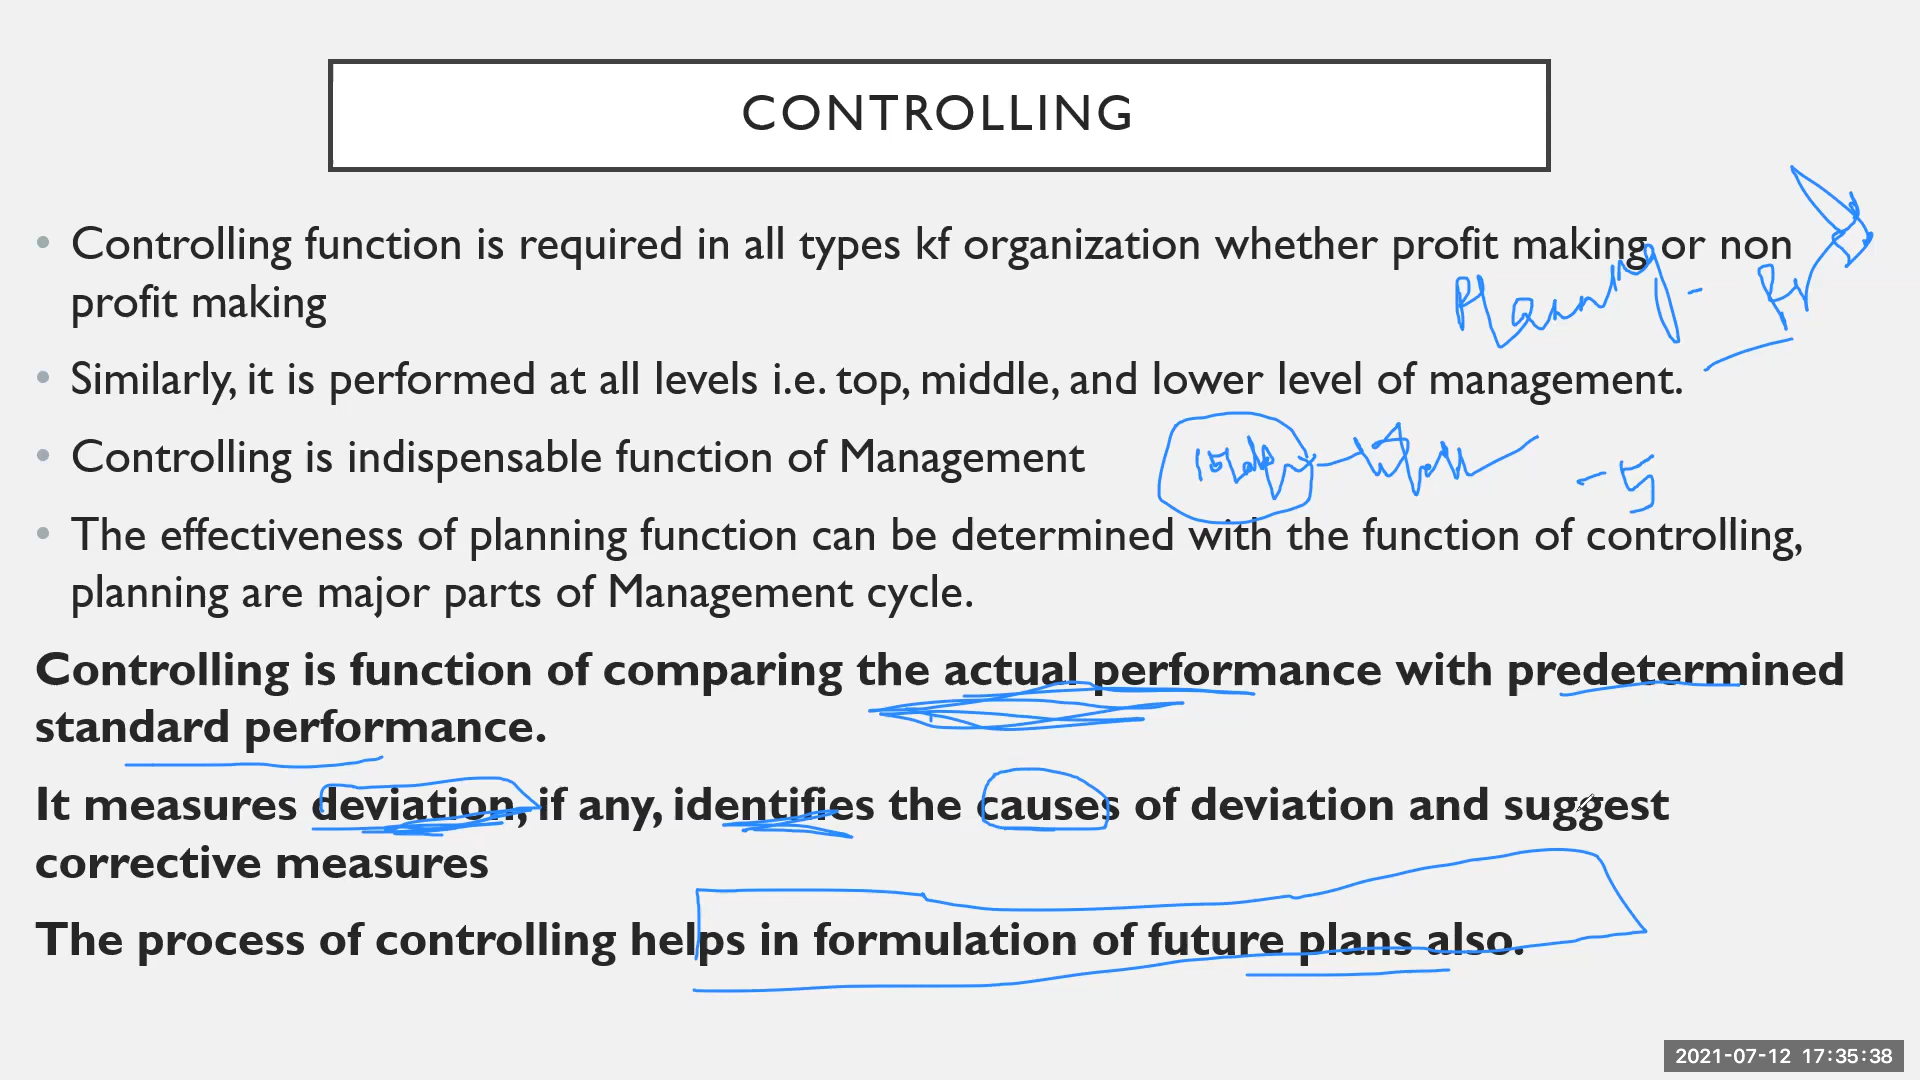 CONTROLLING
Controlling function is required in all types kf organization whether profit making or non
profit making
Planning -
Similarly, it is performed at all levels i.e. top, middle, and lower level of management.
Controlling is indispensable function of Management
- 5
The effectiveness of planning function can be determined with the function of controlling,
planning are major parts of Management cycle.
Controlling is function of comparing the actual performance with predetermined
standard performance.
It measures deviation, if any, identifies the causes of deviation and suggest
corrective measures
The process of controlling helps in formulation of future plans also.
2021-07-12 17:35:38